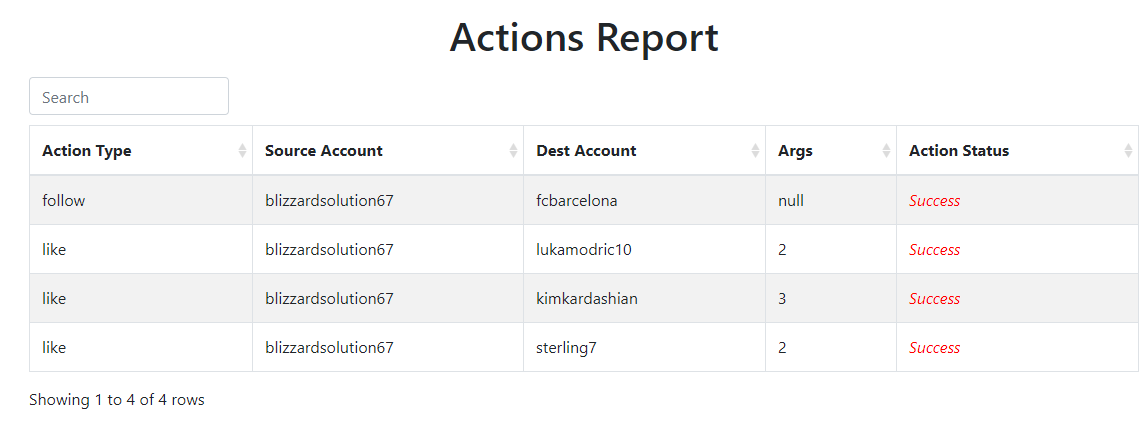 Actions Report
Search
Action Type Source Account Dest Account Args Action Status
follow blizzardsolution67 fcbarcelona null Success
like blizzardsolution67 lukamodric10 2 Success
like blizzardsolution67 kimkardashian 3 Success
like blizzardsolution67 sterling7 2 Success
Showing 1 to 4 of 4 rows